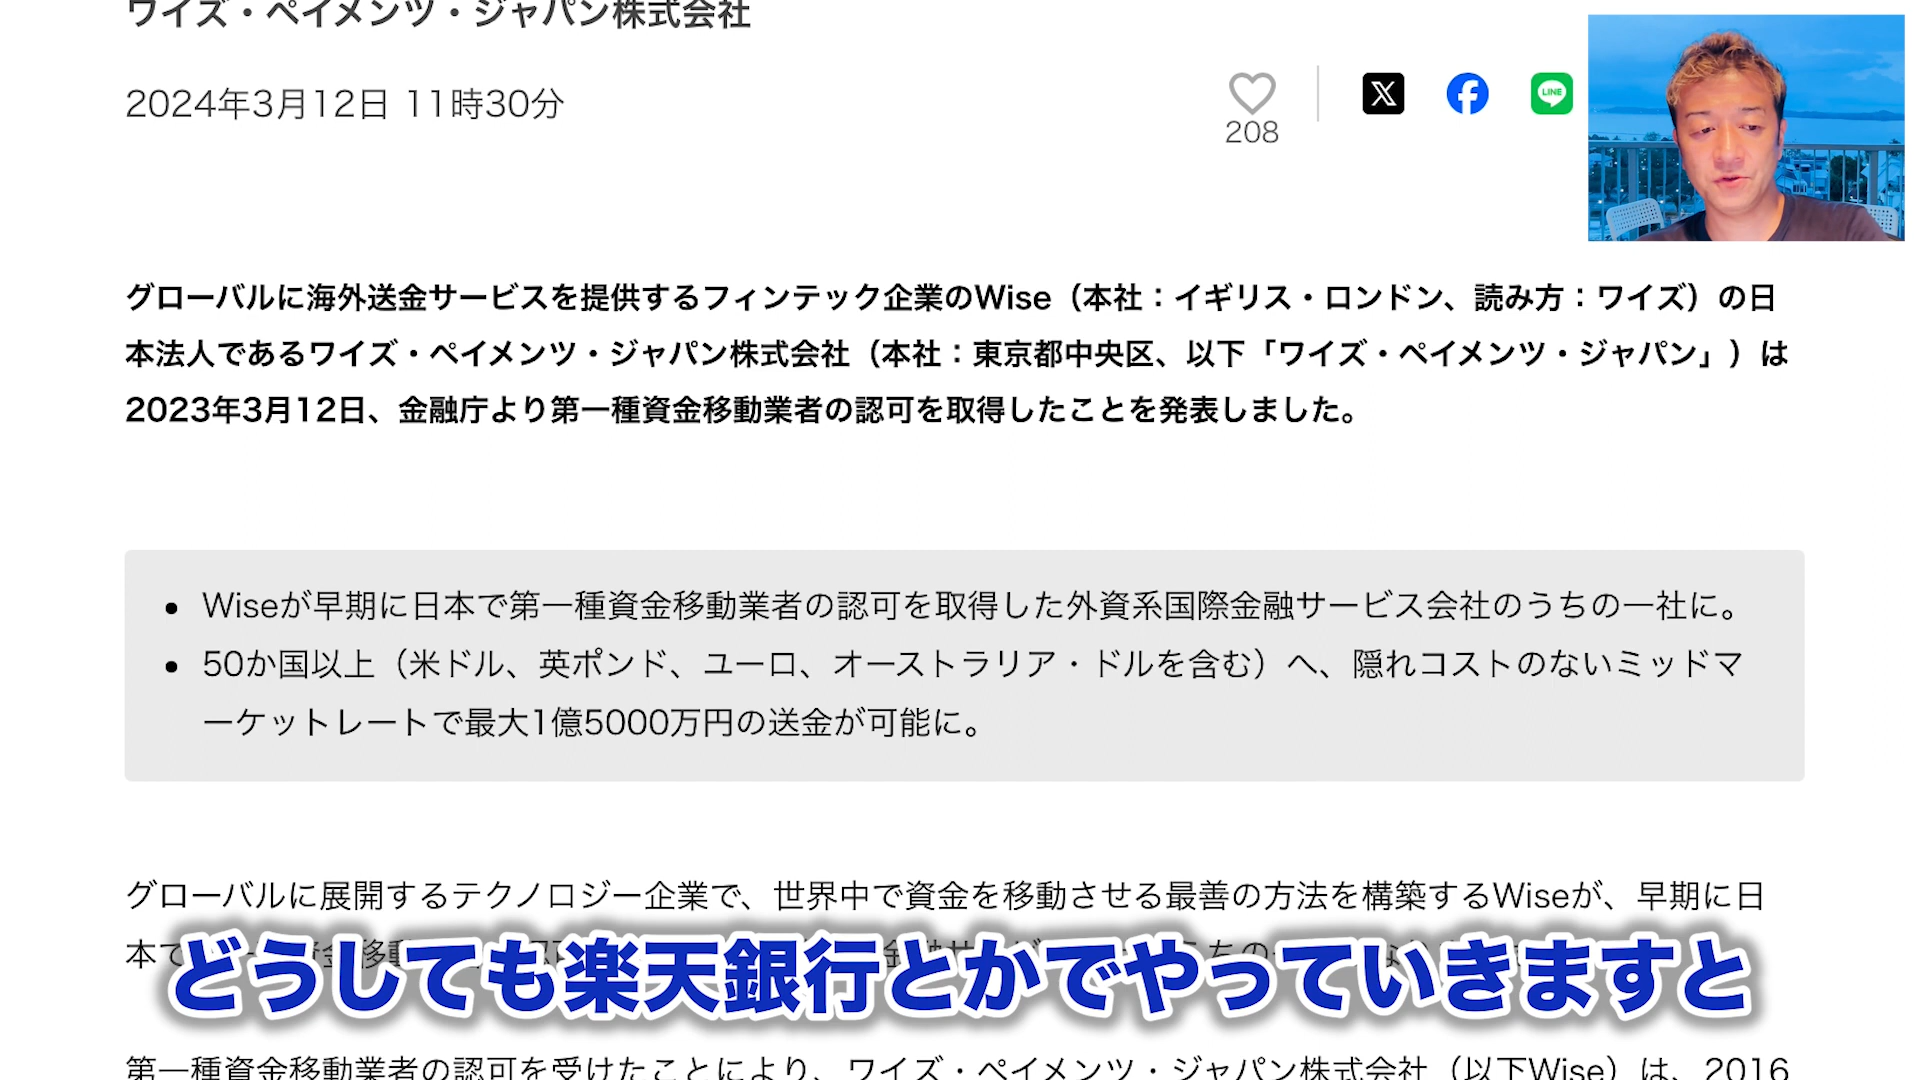 ワイズ・ペイメンツ・ジャパン株式会社
2024年3月12日 11時30分
208
LINE
グローバルに海外送金サービスを提供するフィンテック企業のWise（本社：イギリス・ロンドン、読み方：ワイズ）の日
本法人であるワイズ・ペイメンツ・ジャパン株式会社（本社：東京都中央区、以下「ワイズ・ペイメンツ・ジャパン」）は
2023年3月12日、金融庁より第一種資金移動業者の認可を取得したことを発表しました。
• Wiseが早期に日本で第一種資金移動業者の認可を取得した外資系国際金融サービス会社のうちの一社に。
• 50か国以上（米ドル、英ポンド、ユーロ、オーストラリア・ドルを含む）へ、隠れコストのないミッドマ
ーケットレートで最大1億5000万円の送金が可能に。
グローバルに展開するテクノロジー企業で、世界中で資金を移動させる最善の方法を構築するWiseが、早期に日
本で
どうしても楽天銀行とかでやっていきますと
第一種資金移動業者の認可を受けたことにより、ワイズ・ペイメンツ・ジャパン株式会社（以下Wise）は、2016